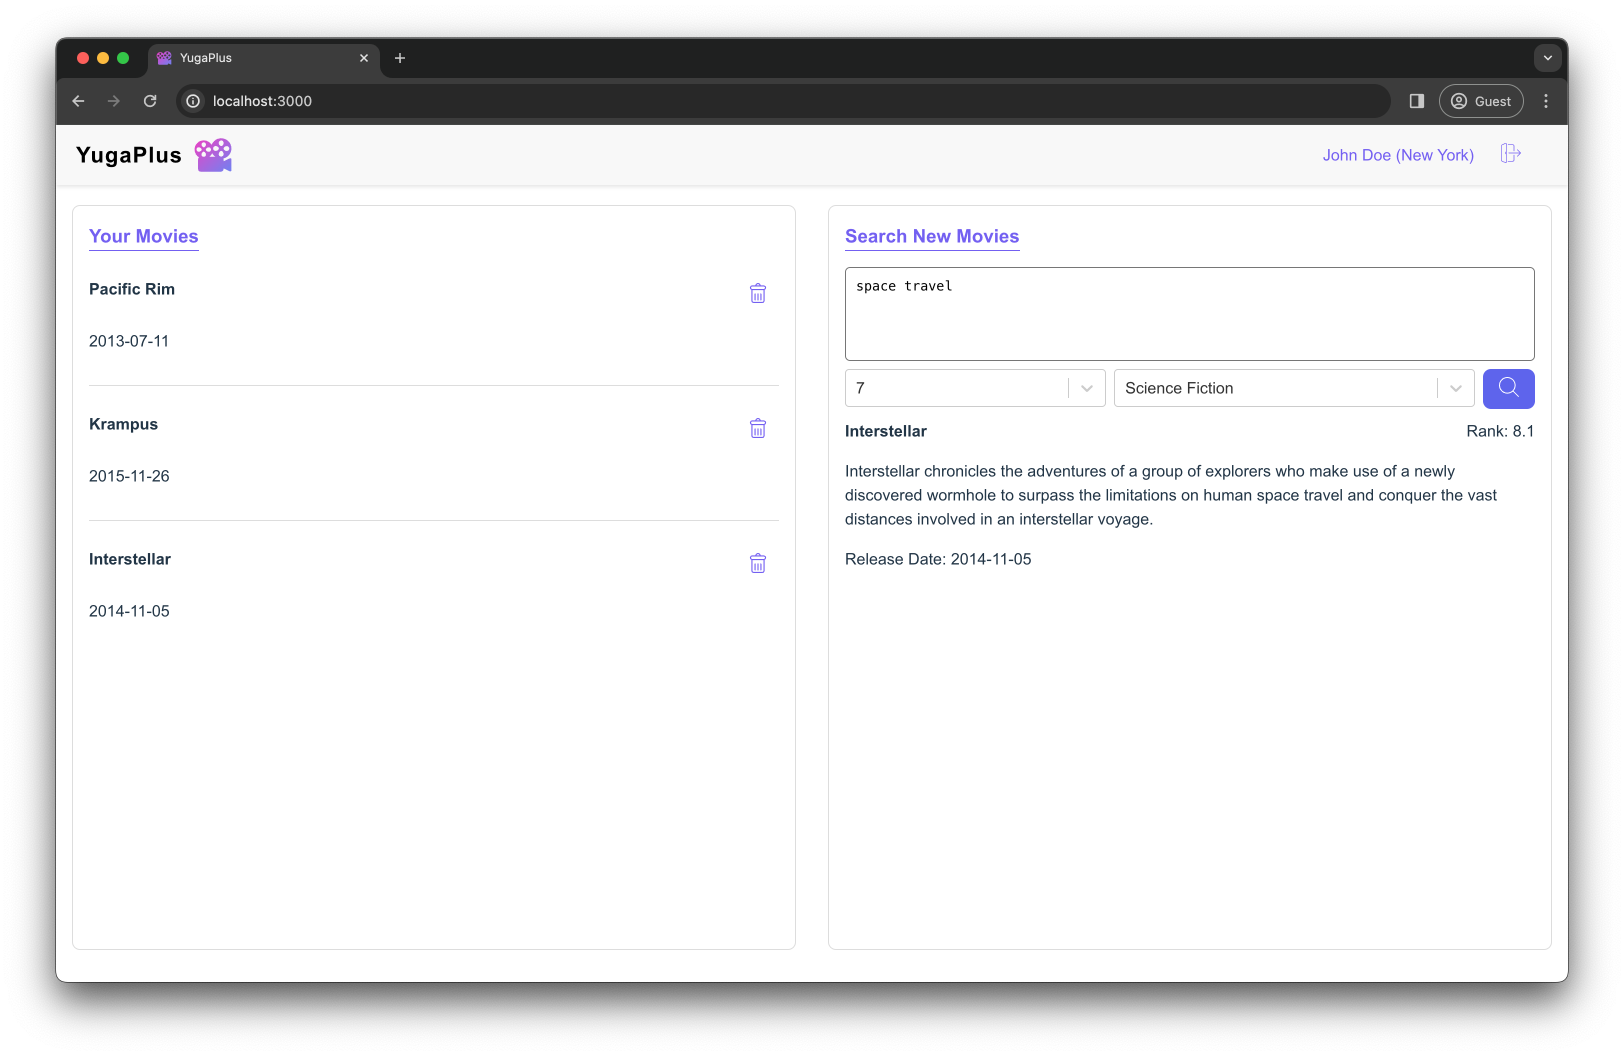 YugaPlus
localhost:3000
Guest
YugaPlus
John Doe (New York)
Your Movies
Pacific Rim
2013-07-11
Krampus
2015-11-26
Interstellar
2014-11-05
Search New Movies
space travel
7
Science Fiction
Interstellar
Rank: 8.1
Interstellar chronicles the adventures of a group of explorers who make use of a newly
discovered wormhole to surpass the limitations on human space travel and conquer the vast
distances involved in an interstellar voyage.
Release Date: 2014-11-05